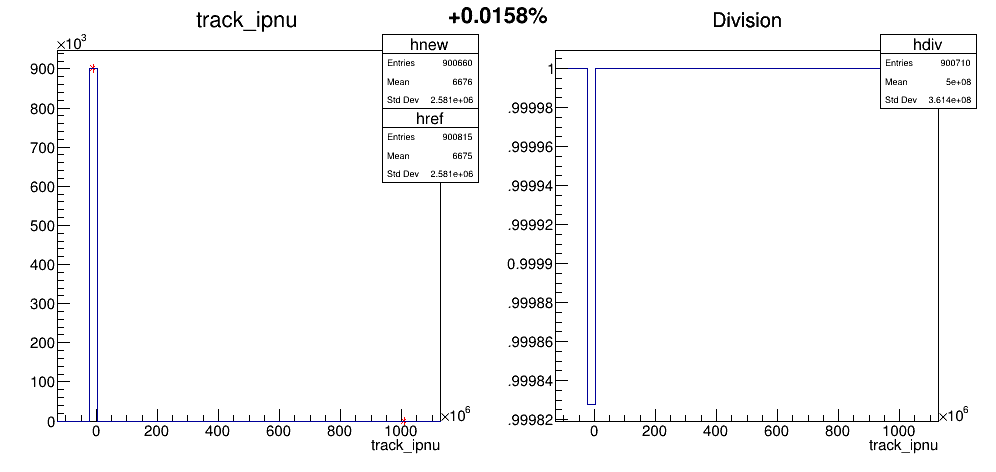 track_ipnu
+0.0158%
Division
×10³
900
800
700
600
500
400
300
200
100
0
0
200
400
600
800
1000
×10⁶
track_ipnu
hnew
Entries 900660
Mean 6676
Std Dev 2.581e+06
href
Entries 900815
Mean 6675
Std Dev 2.581e+06
hdiv
Entries 900710
Mean 5e+08
Std Dev 3.614e+08
1
.99998
.99996
.99994
.99992
0.9999
.99988
.99986
.99984
.99982
0
200
400
600
800
1000
×10⁶
track_ipnu